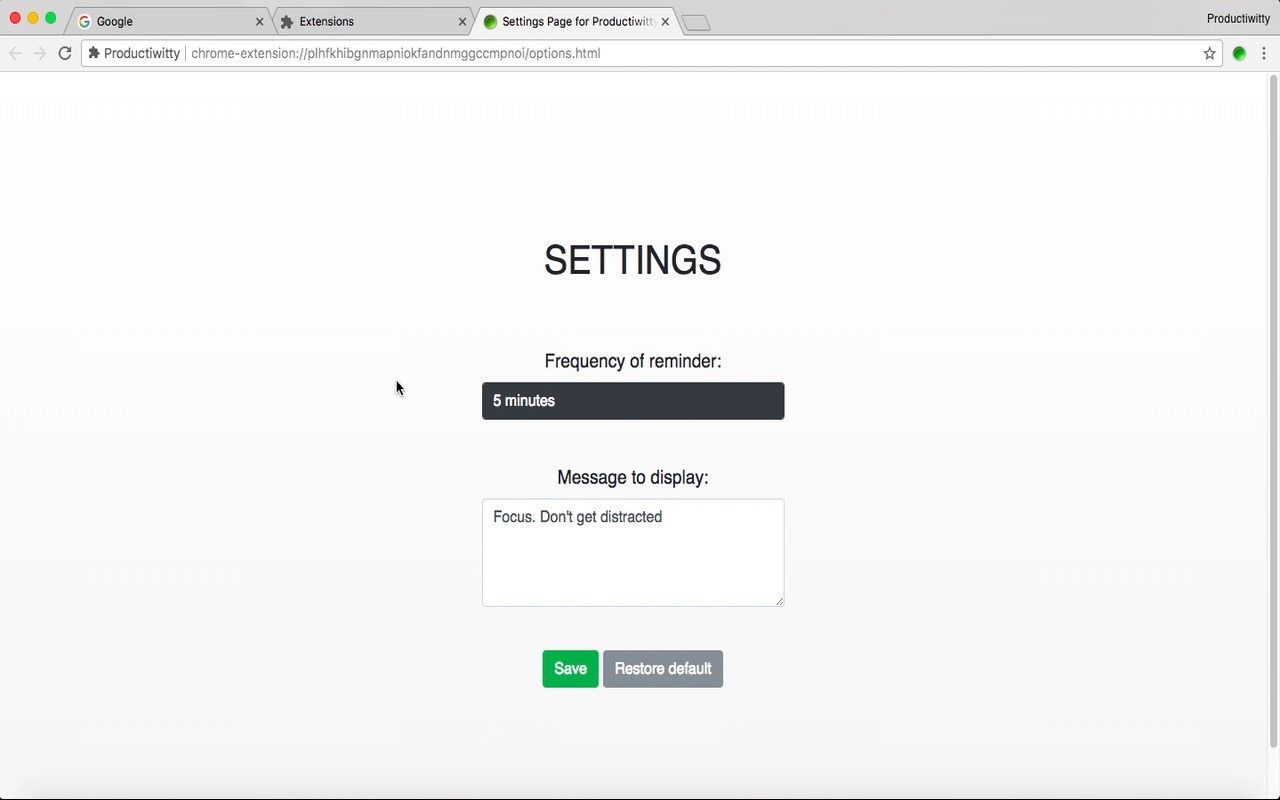 Google
Extensions
Settings Page for Productiwitty
Productiwitty
Productiwitty
chrome-extension://plhfkhibgnmapniokfandnmggccmpnoi/options.html
SETTINGS
Frequency of reminder:
5 minutes
Message to display:
Focus. Don't get distracted
Save
Restore default